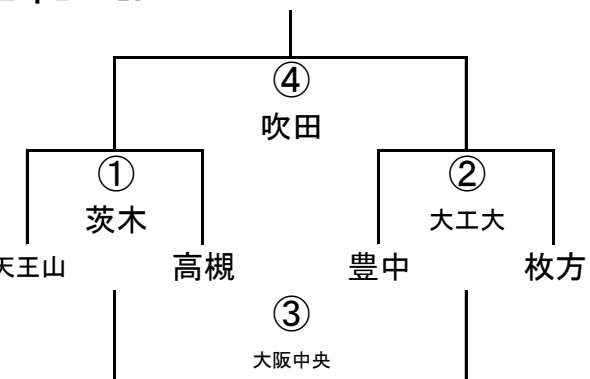 ④
吹田
① ②
茨木 大工大
天王山 高槻 豊中 枚方
③
大阪中央